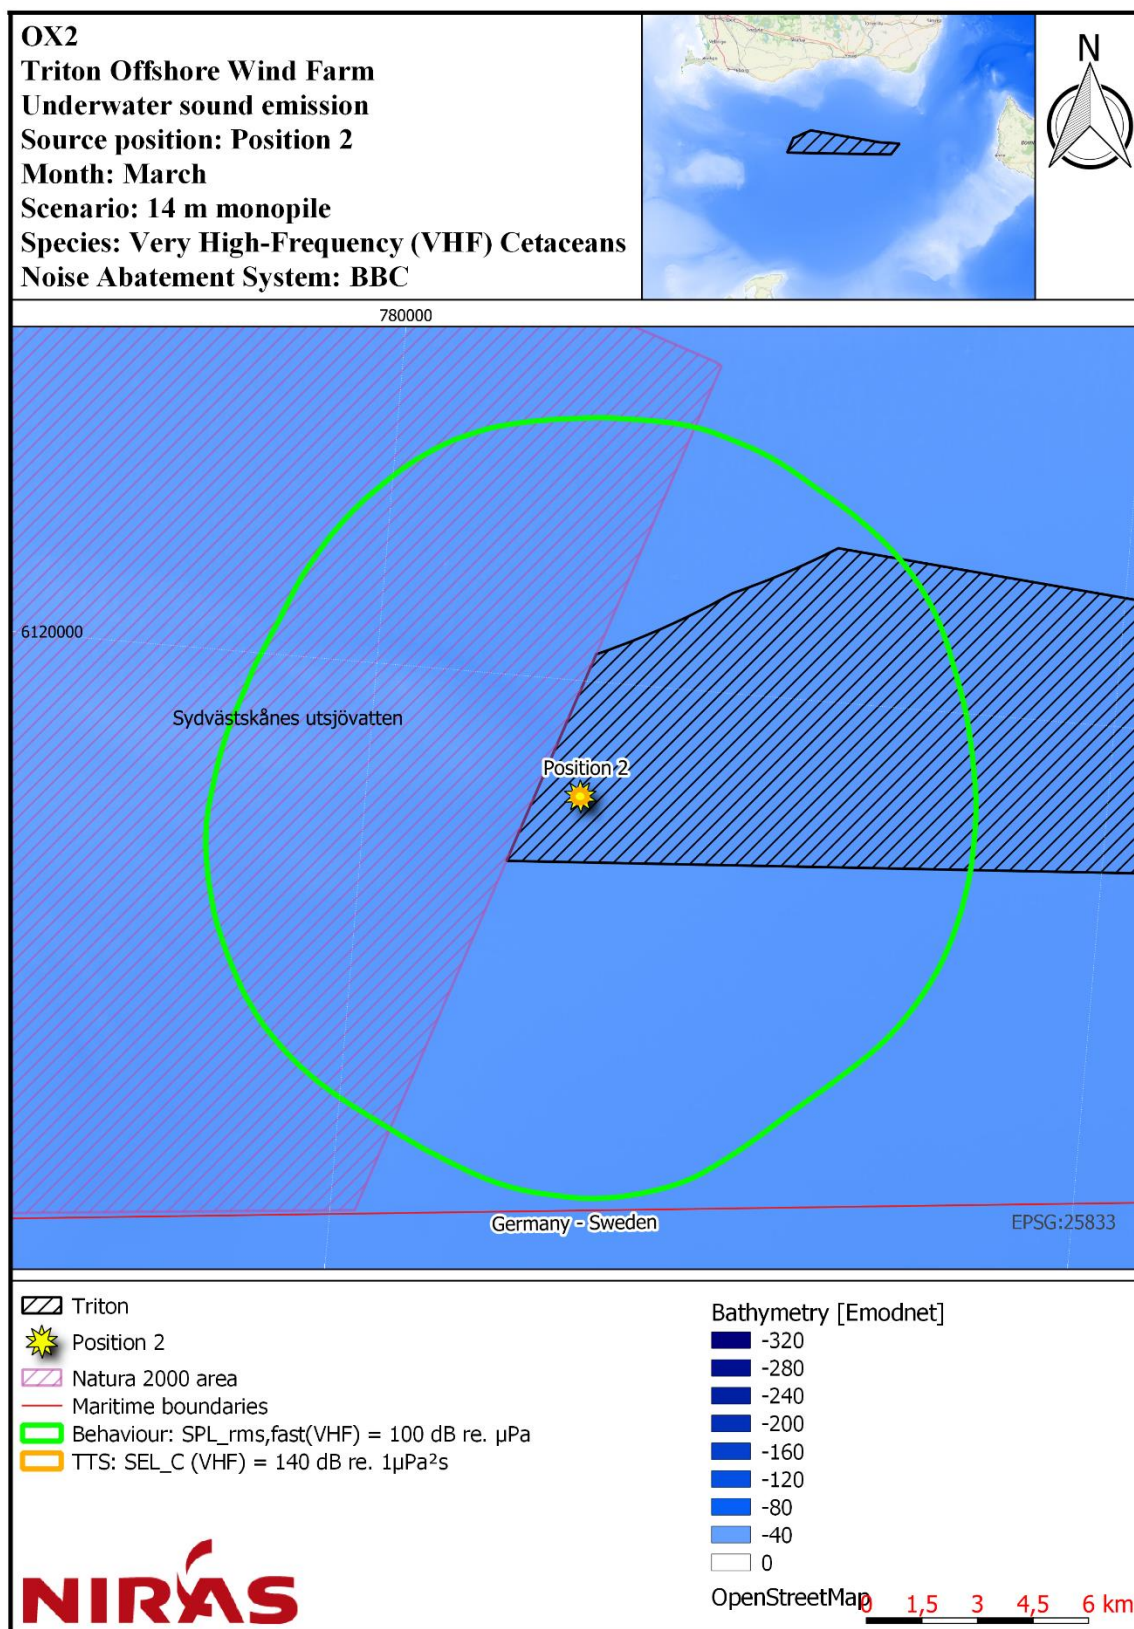 OX2
Triton Offshore Wind Farm
Underwater sound emission
Source position: Position 2
Month: March
Scenario: 14 m monopile
Species: Very High-Frequency (VHF) Cetaceans
Noise Abatement System: BBC
N
780000
6120000
Sydvästskånes utsjövatten
Position 2
Germany - Sweden
EPSG:25833
Triton
Position 2
Natura 2000 area
Maritime boundaries
Behaviour: SPL_rms,fast(VHF) = 100 dB re. µPa
TTS: SEL_C (VHF) = 140 dB re. 1µPa²s
Bathymetry [Emodnet]
-320
-280
-240
-200
-160
-120
-80
-40
0
OpenStreetMap
0 1,5 3 4,5 6 km
NIRAS